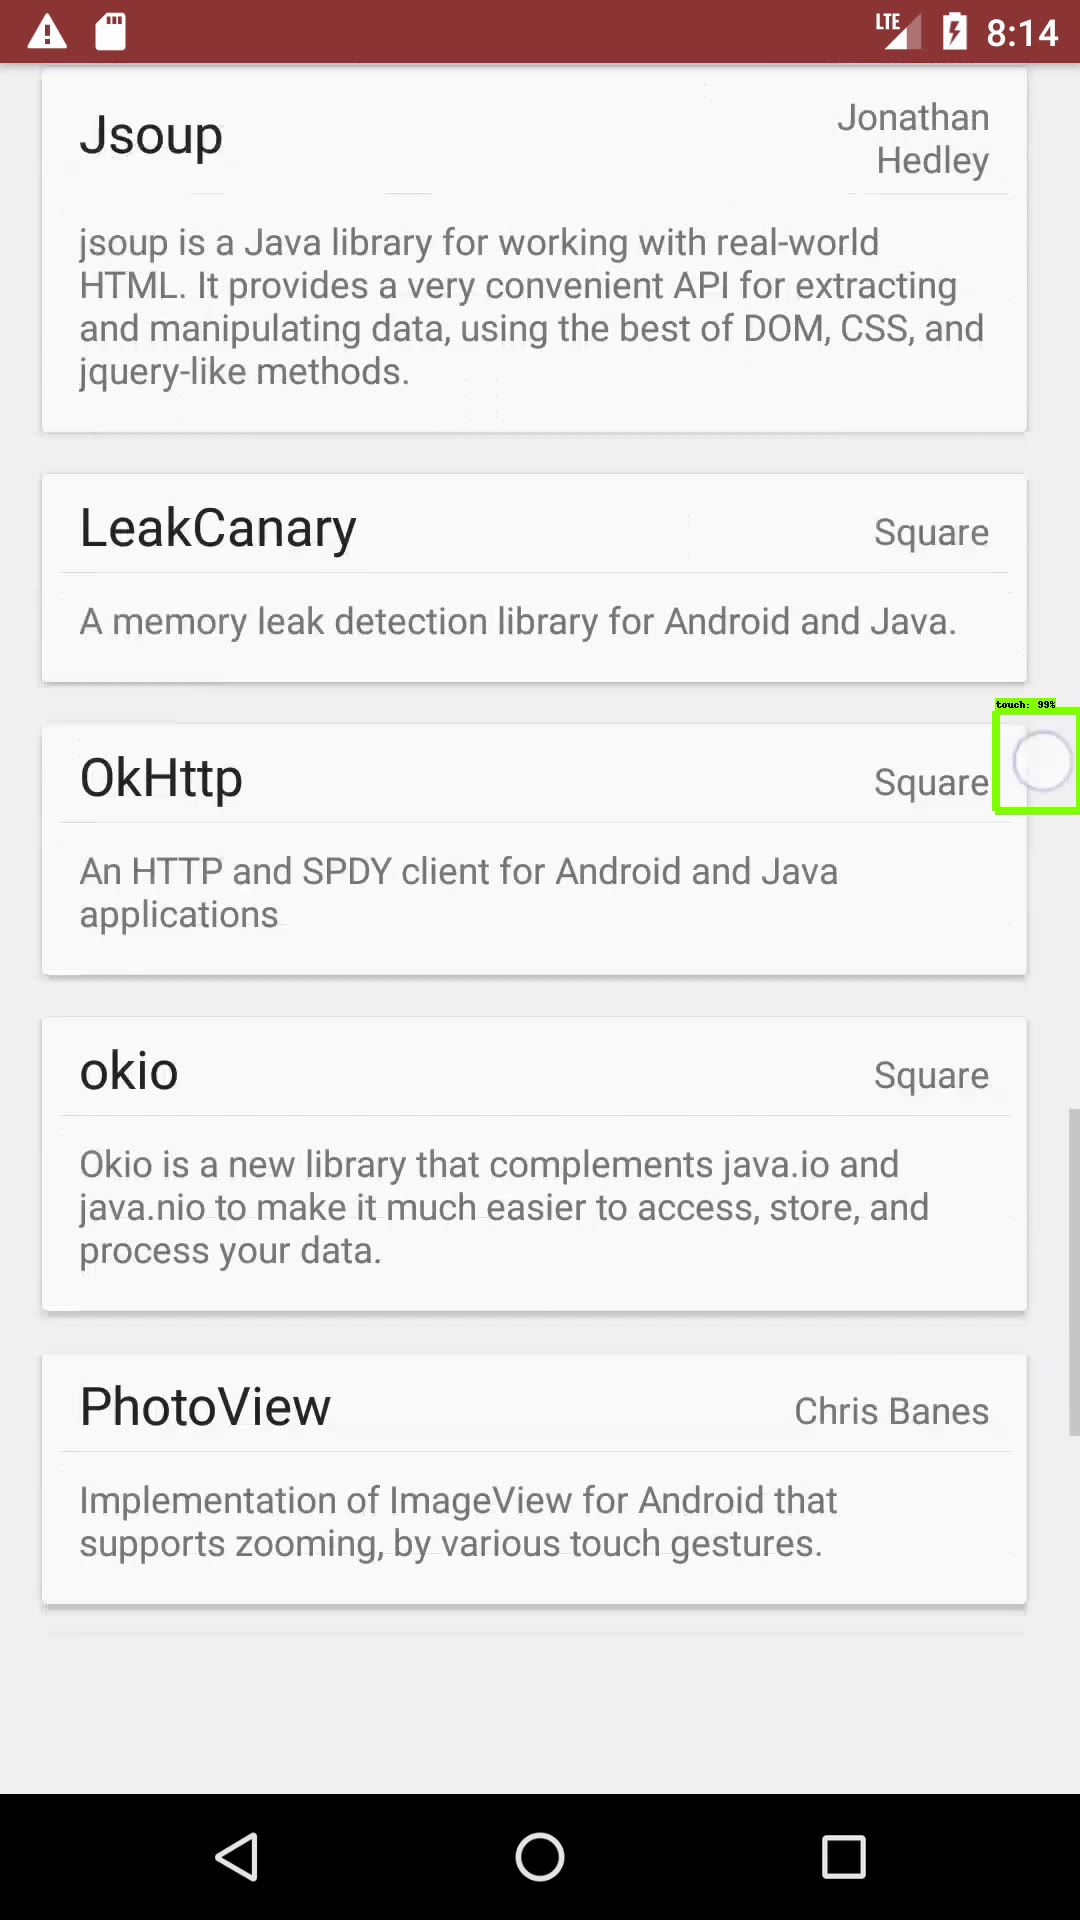 LTE 8:14
Jsoup
Jonathan
Hedley
jsoup is a Java library for working with real-world
HTML. It provides a very convenient API for extracting
and manipulating data, using the best of DOM, CSS, and
jquery-like methods.
LeakCanary
Square
A memory leak detection library for Android and Java.
touch: 99%
OkHttp
Square
An HTTP and SPDY client for Android and Java
applications
okio
Square
Okio is a new library that complements java.io and
java.nio to make it much easier to access, store, and
process your data.
PhotoView
Chris Banes
Implementation of ImageView for Android that
supports zooming, by various touch gestures.